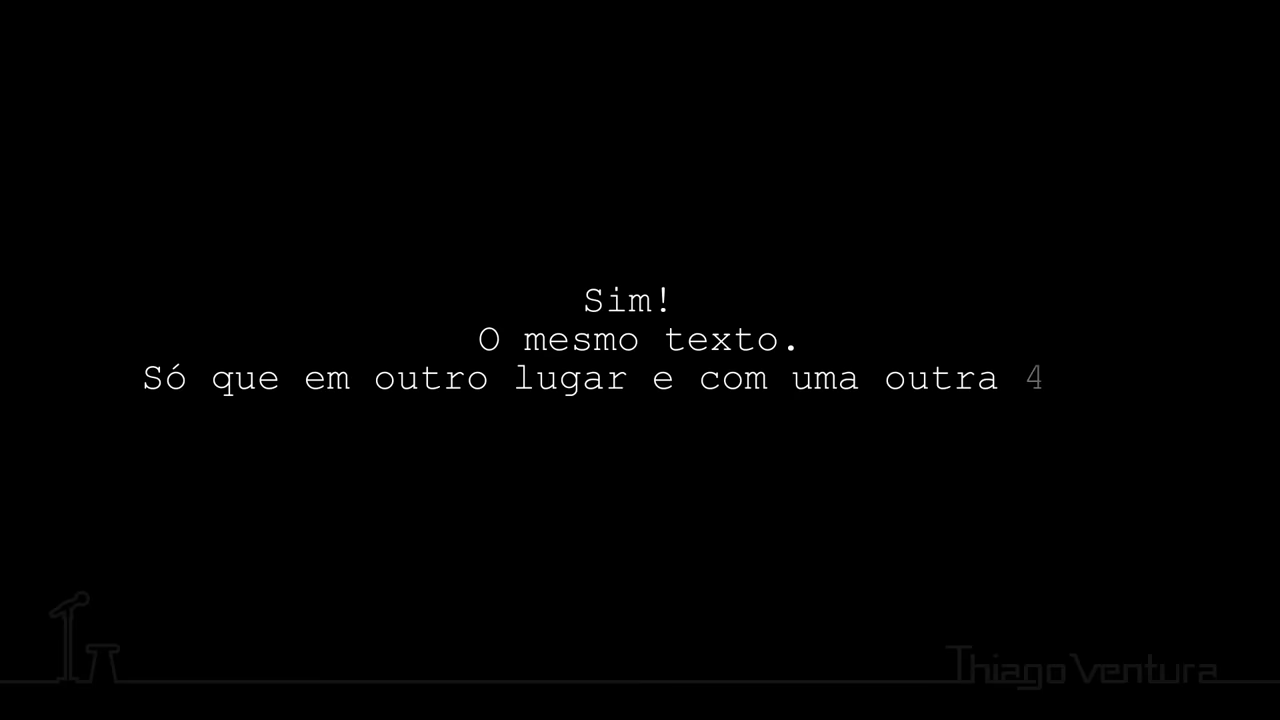 Sim!
O mesmo texto.
Só que em outro lugar e com uma outra 4
Thiago Ventura